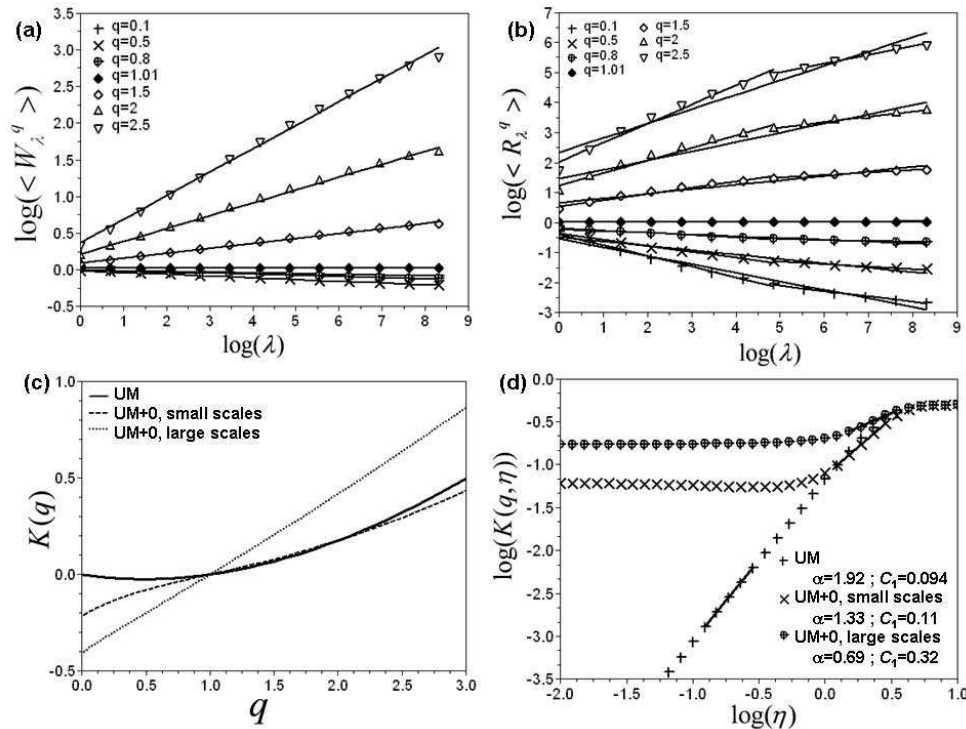 (a)
+ q=0.1
× q=0.5
⊕ q=0.8
◆ q=1.01
◇ q=1.5
△ q=2
▽ q=2.5
3.5
3.0
2.5
2.0
1.5
1.0
0.5
0.0
-0.5
0 1 2 3 4 5 6 7 8 9
log(λ)
log(< W_λ^q >)
(b)
+ q=0.1
× q=0.5
⊕ q=0.8
◆ q=1.01
◇ q=1.5
△ q=2
▽ q=2.5
7
6
5
4
3
2
1
0
-1
-2
-3
0 1 2 3 4 5 6 7 8 9
log(λ)
log(< R_λ^q >)
(c)
UM
UM+0, small scales
UM+0, large scales
1.0
0.5
0.0
-0.5
0.0 0.5 1.0 1.5 2.0 2.5 3.0
q
K(q)
(d)
0.0
-0.5
-1.0
-1.5
-2.0
-2.5
-3.0
-3.5
-2.0 -1.5 -1.0 -0.5 0.0 0.5 1.0
log(η)
log(K(q,η))
UM +
α=1.92 ; C₁=0.094
UM+0, small scales ×
α=1.33 ; C₁=0.11
UM+0, large scales ⊕
α=0.69 ; C₁=0.32